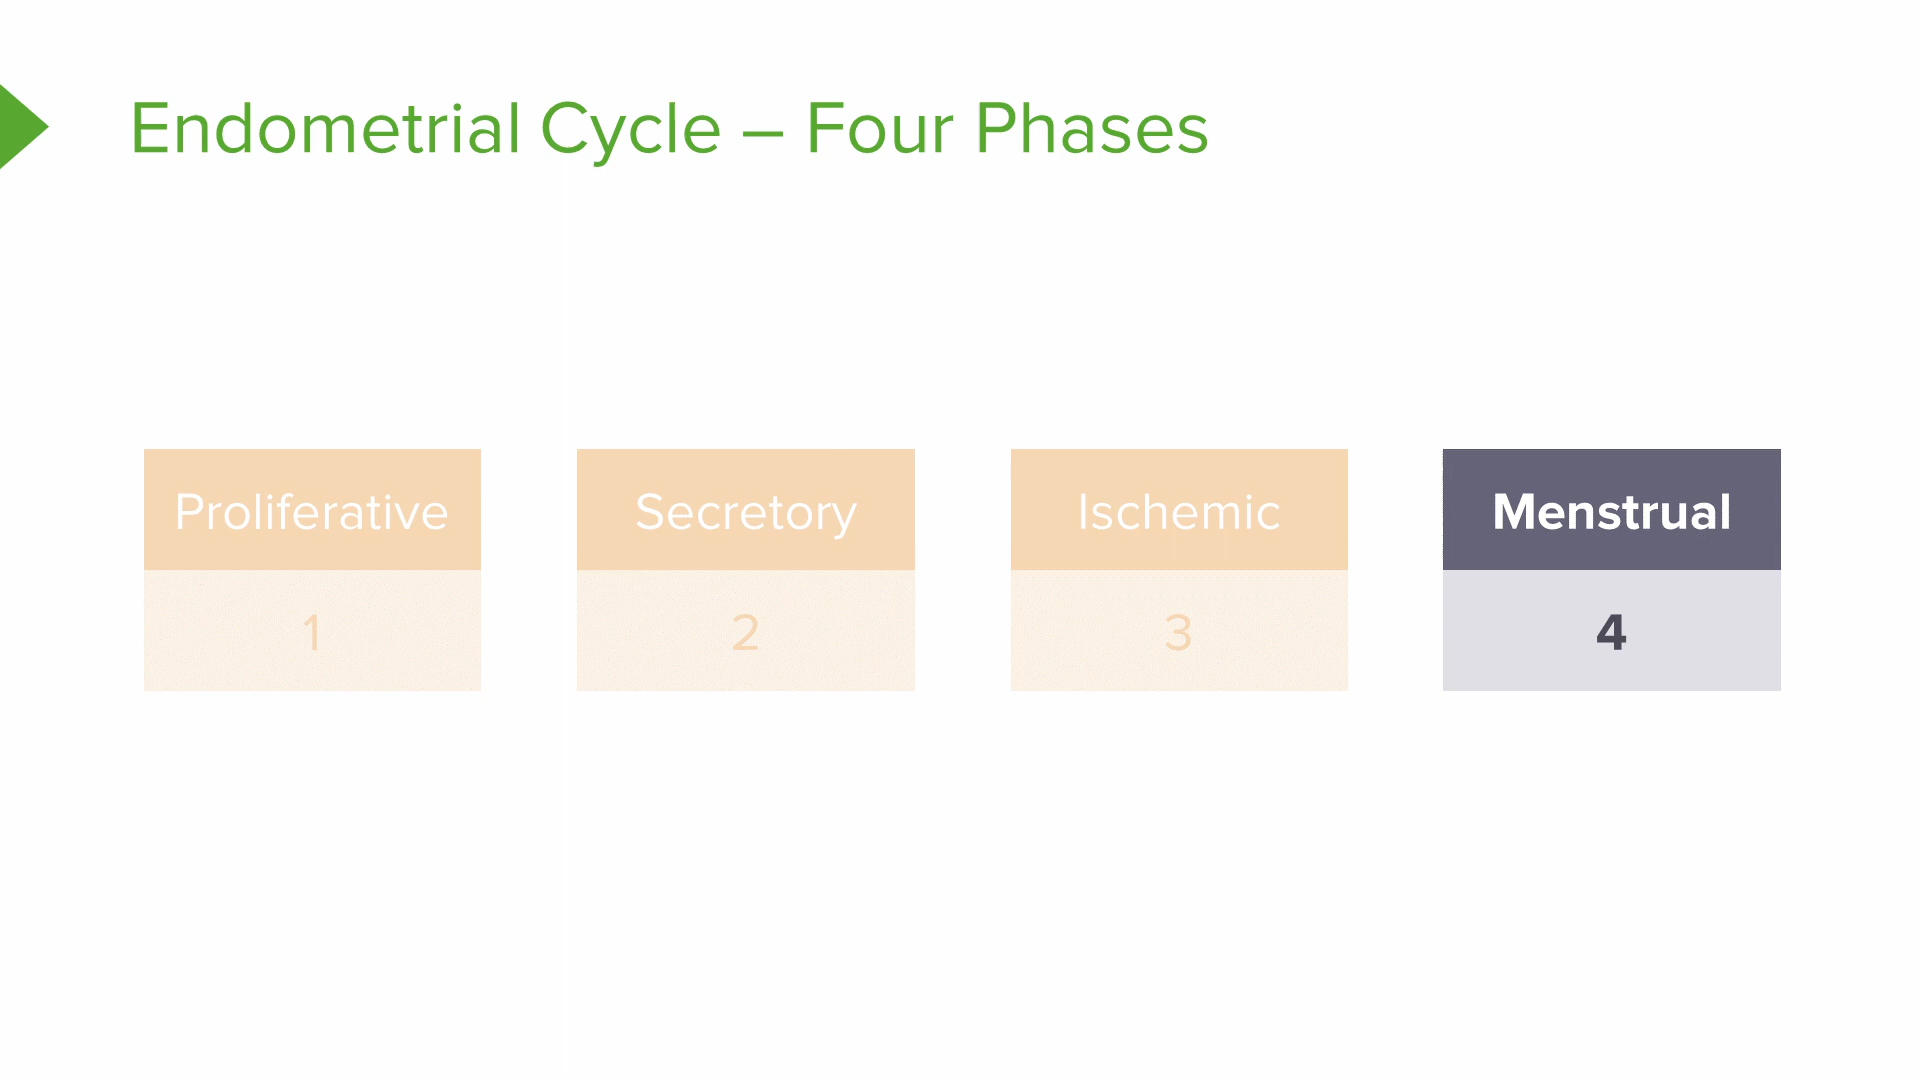 Endometrial Cycle – Four Phases
Proliferative
1
Secretory
2
Ischemic
3
Menstrual
4